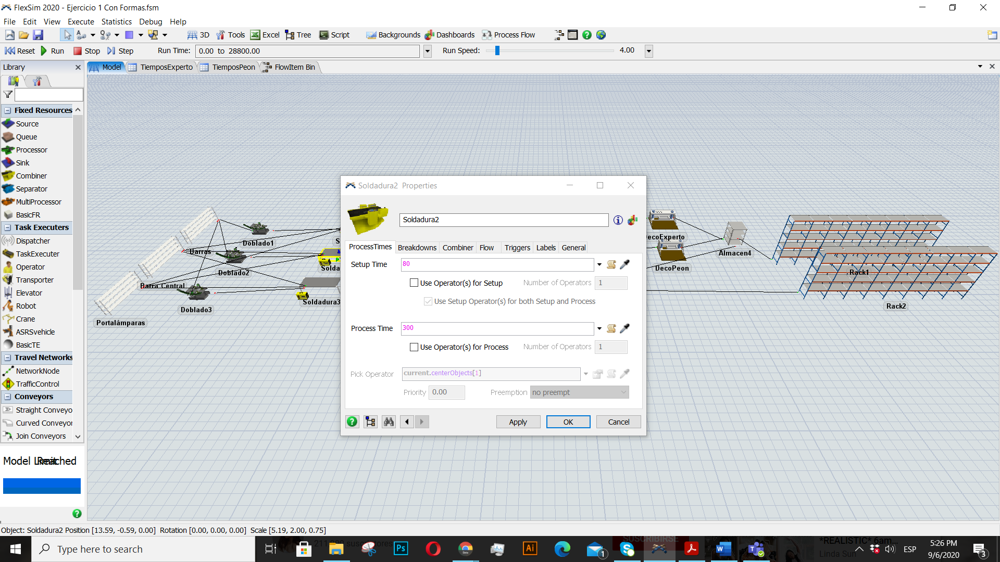 FlexSim 2020 - Ejercicio 1 Con Formas.fsm
File Edit View Execute Statistics Debug Help
3D Tools Excel Tree Script Backgrounds Dashboards Process Flow
Reset Run Stop Step Run Time: 0.00 to 28800.00 Run Speed: 4.00
Library Model TiemposExperto TiemposPeon FlowItem Bin
Fixed Resources
Source
Queue
Processor
Sink
Combiner
Separator
MultiProcessor
BasicFR
Task Executers
Dispatcher
TaskExecuter
Operator
Transporter
Elevator
Robot
Crane
ASRSvehicle
BasicTE
Travel Networks
NetworkNode
TrafficControl
Conveyors
Straight Conveyo
Curved Conveyor
Join Conveyors
Doblado1
Barras
Doblado2
Barra Central
Doblado3
Portalámparas
S
Solda
Soldadura3
ecoExperto
DecoPeon
Almacen4
Rack1
Rack2
Soldadura2 Properties
Soldadura2
ProcessTimes Breakdowns Combiner Flow Triggers Labels General
Setup Time 80
Use Operator(s) for Setup Number of Operators 1
Use Setup Operator(s) for both Setup and Process
Process Time 300
Use Operator(s) for Process Number of Operators 1
Pick Operator current.centerObjects[1]
Priority 0.00 Preemption no preempt
Apply OK Cancel
Model Limit Reached
Object: Soldadura2 Position [13.59, -0.59, 0.00] Rotation [0.00, 0.00, 0.00] Scale [5.19, 2.00, 0.75]
Type here to search
SUSCRIBIRSE
*REALISTIC* 6am...
Linda Sun
Ps
Ai
1
ESP
5:26 PM
9/6/2020
3